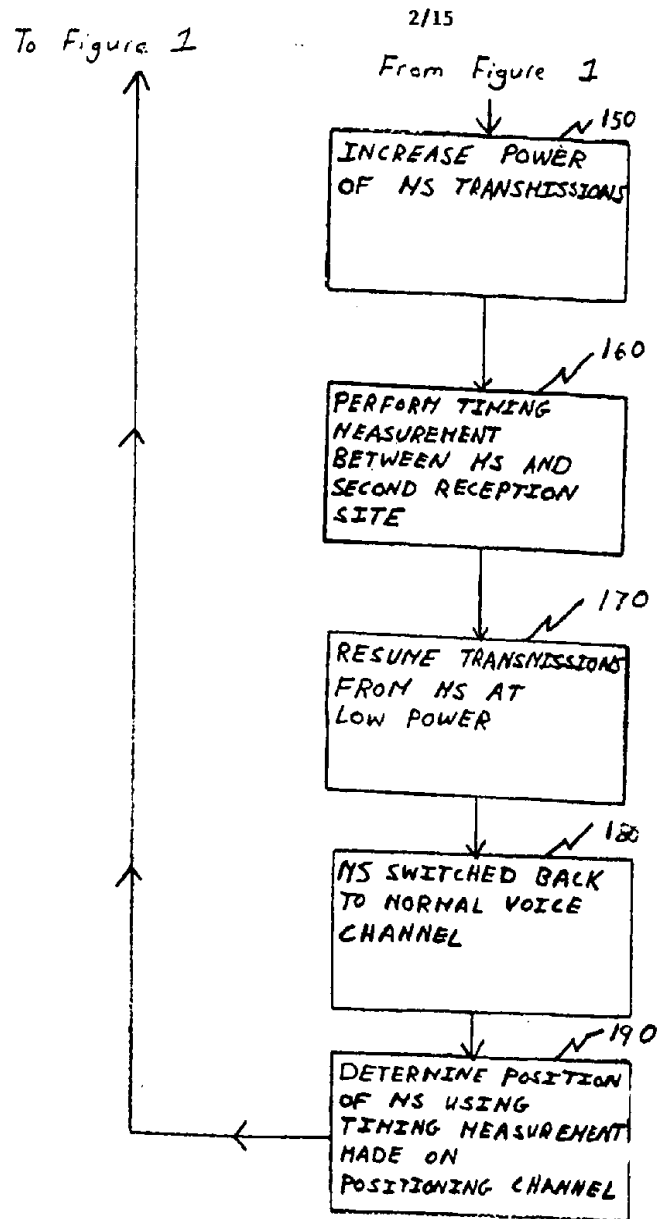 2/15
To Figure 1
From Figure 1
150
INCREASE POWER
OF MS TRANSMISSIONS
160
PERFORM TIMING
MEASUREMENT
BETWEEN MS AND
SECOND RECEPTION
SITE
170
RESUME TRANSMISSIONS
FROM MS AT
LOW POWER
180
MS SWITCHED BACK
TO NORMAL VOICE
CHANNEL
190
DETERMINE POSITION
OF MS USING
TIMING MEASUREMENT
MADE ON
POSITIONING CHANNEL